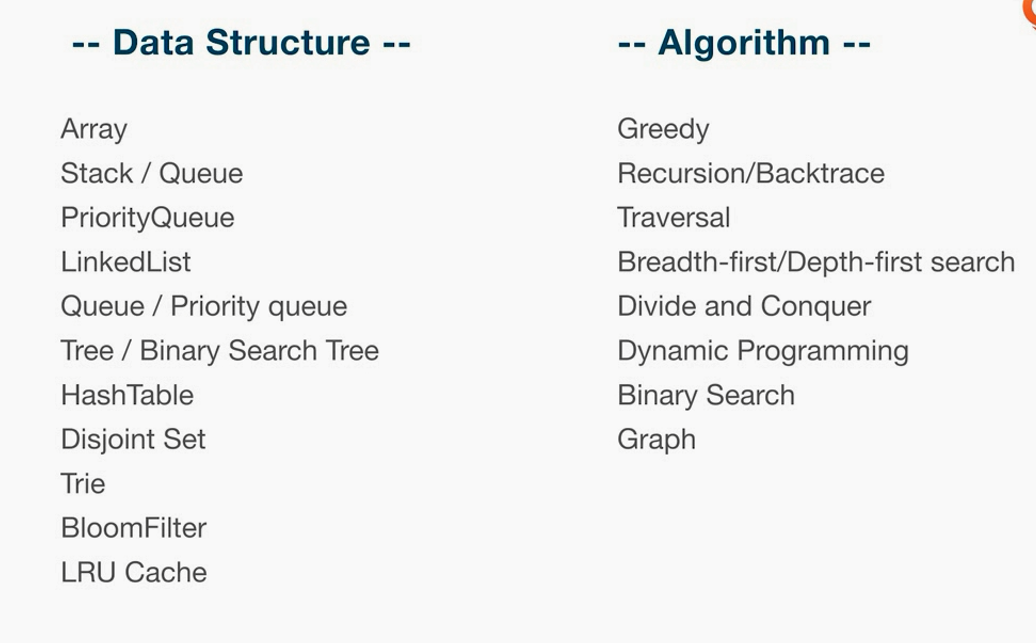 -- Data Structure --
Array
Stack / Queue
PriorityQueue
LinkedList
Queue / Priority queue
Tree / Binary Search Tree
HashTable
Disjoint Set
Trie
BloomFilter
LRU Cache
-- Algorithm --
Greedy
Recursion/Backtrace
Traversal
Breadth-first/Depth-first search
Divide and Conquer
Dynamic Programming
Binary Search
Graph